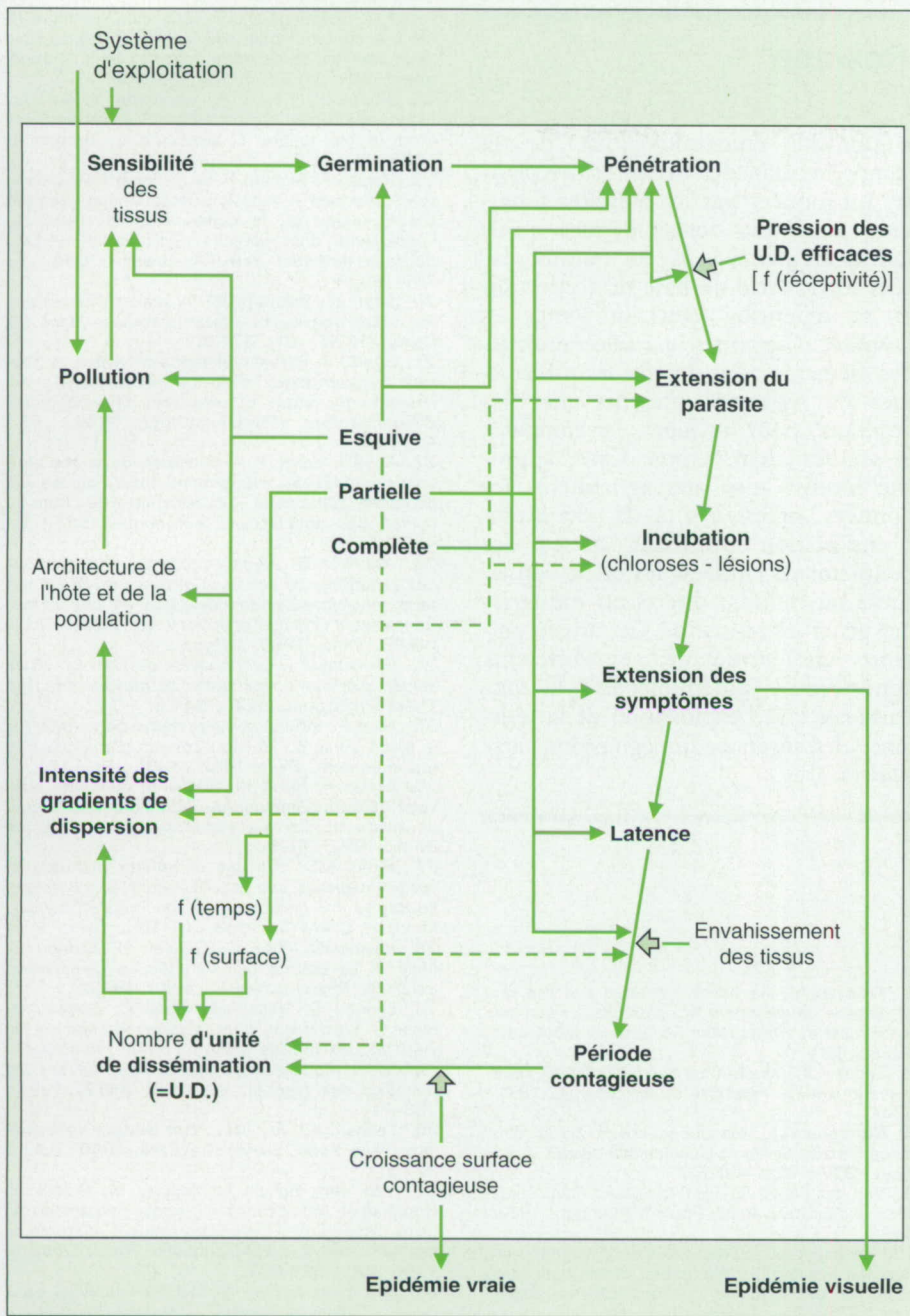 Système
d'exploitation
Sensibilité
des
tissus
Germination
Pénétration
Pression des
U.D. efficaces
[ f (réceptivité)]
Pollution
Extension du
parasite
Esquive
Partielle
Complète
Incubation
(chloroses - lésions)
Architecture de
l'hôte et de la
population
Extension des
symptômes
Intensité des
gradients de
dispersion
Latence
f (temps)
f (surface)
Envahissement
des tissus
Nombre d'unité
de dissémination
(=U.D.)
Période
contagieuse
Croissance surface
contagieuse
Epidémie vraie
Epidémie visuelle